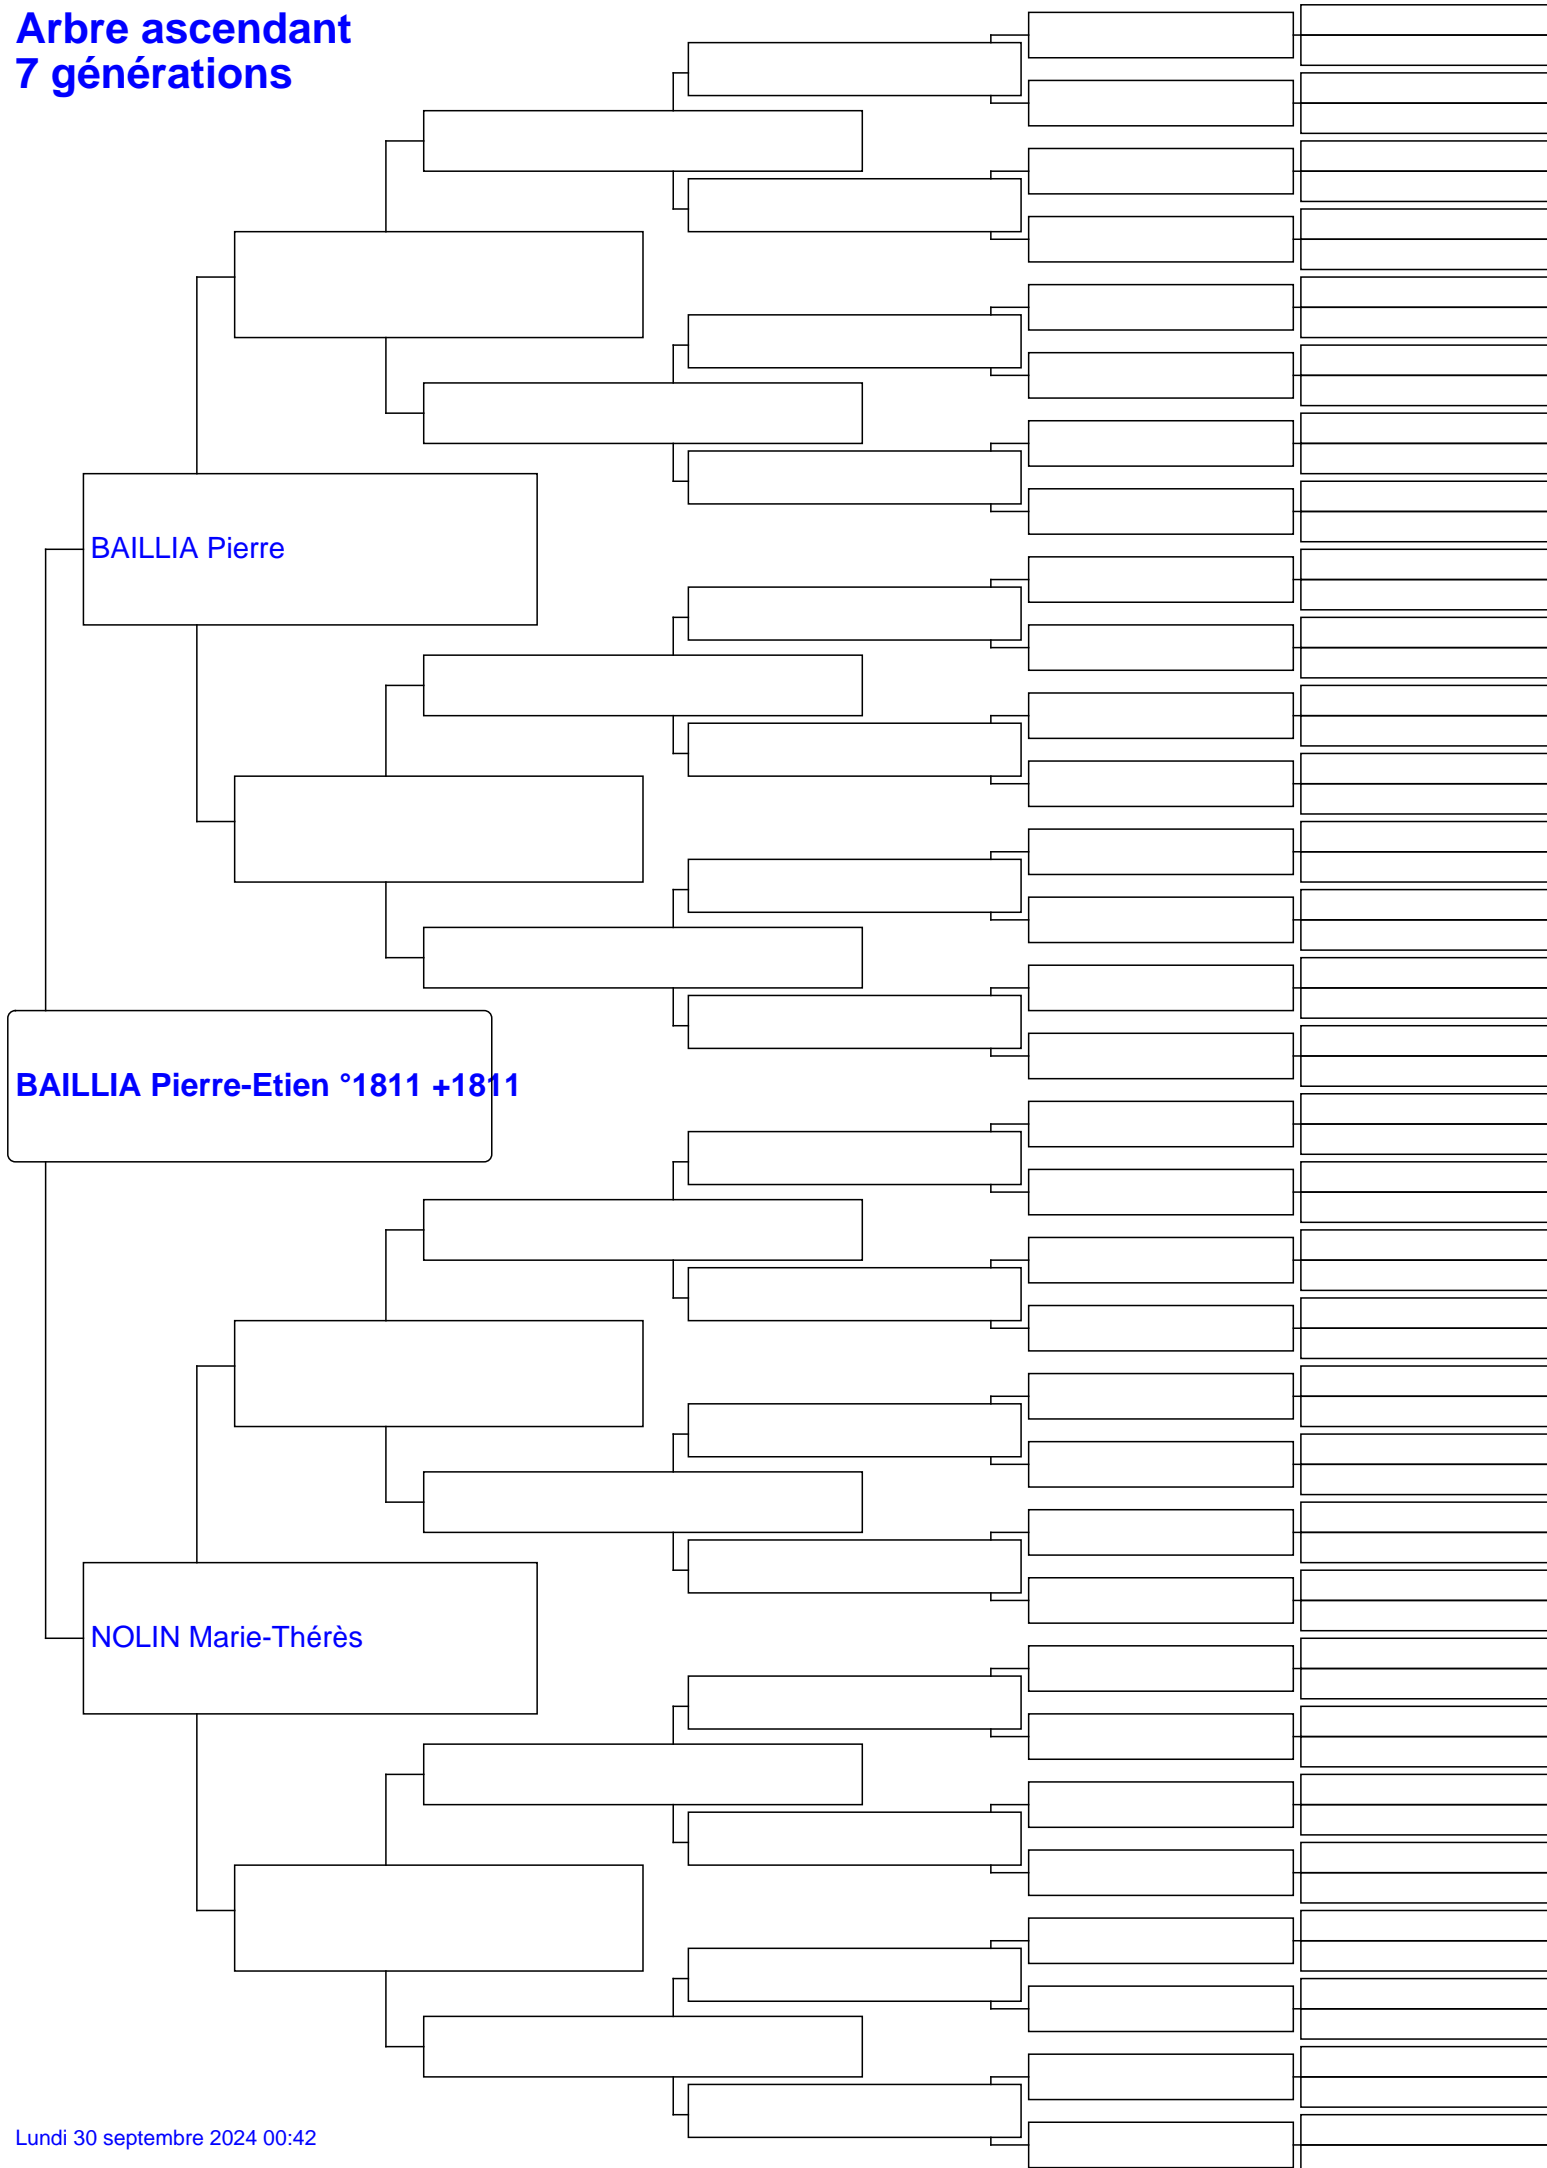 Arbre ascendant
7 générations
BAILLIA Pierre
BAILLIA Pierre-Etien °1811 +1811
NOLIN Marie-Thérès
Lundi 30 septembre 2024 00:42